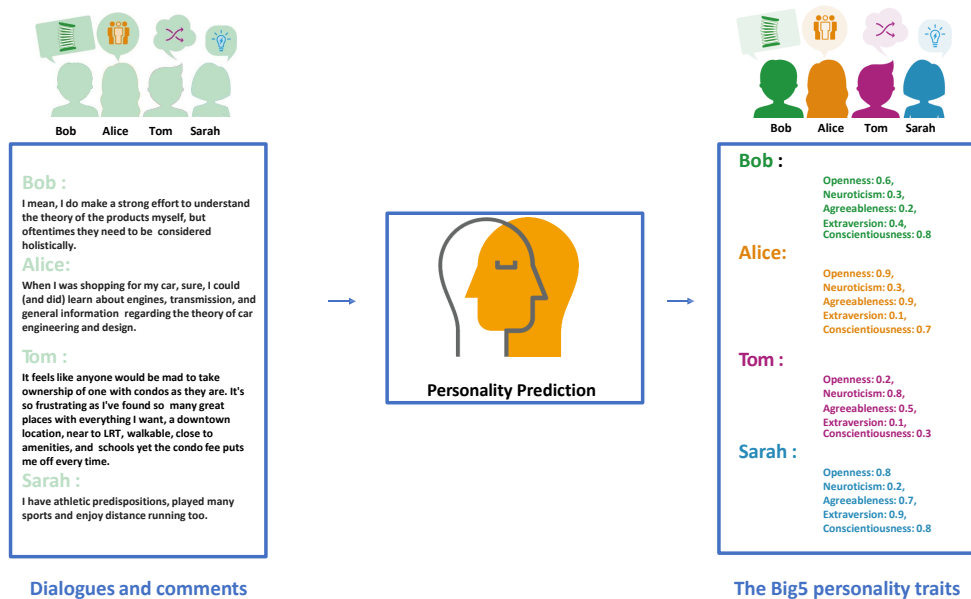 Bob Alice Tom Sarah
Bob :
I mean, I do make a strong effort to understand
the theory of the products myself, but
oftentimes they need to be considered
holistically.
Alice:
When I was shopping for my car, sure, I could
(and did) learn about engines, transmission, and
general information regarding the theory of car
engineering and design.
Tom :
It feels like anyone would be mad to take
ownership of one with condos as they are. It's
so frustrating as I've found so many great
places with everything I want, a downtown
location, near to LRT, walkable, close to
amenities, and schools yet the condo fee puts
me off every time.
Sarah :
I have athletic predispositions, played many
sports and enjoy distance running too.
Dialogues and comments
Personality Prediction
Bob Alice Tom Sarah
Bob :
Openness: 0.6,
Neuroticism: 0.3,
Agreeableness: 0.2,
Extraversion: 0.4,
Conscientiousness: 0.8
Alice:
Openness: 0.9,
Neuroticism: 0.3,
Agreeableness: 0.9,
Extraversion: 0.1,
Conscientiousness: 0.7
Tom :
Openness: 0.2,
Neuroticism: 0.8,
Agreeableness: 0.5,
Extraversion: 0.1,
Conscientiousness: 0.3
Sarah :
Openness: 0.8
Neuroticism: 0.2,
Agreeableness: 0.7,
Extraversion: 0.9,
Conscientiousness: 0.8
The Big5 personality traits